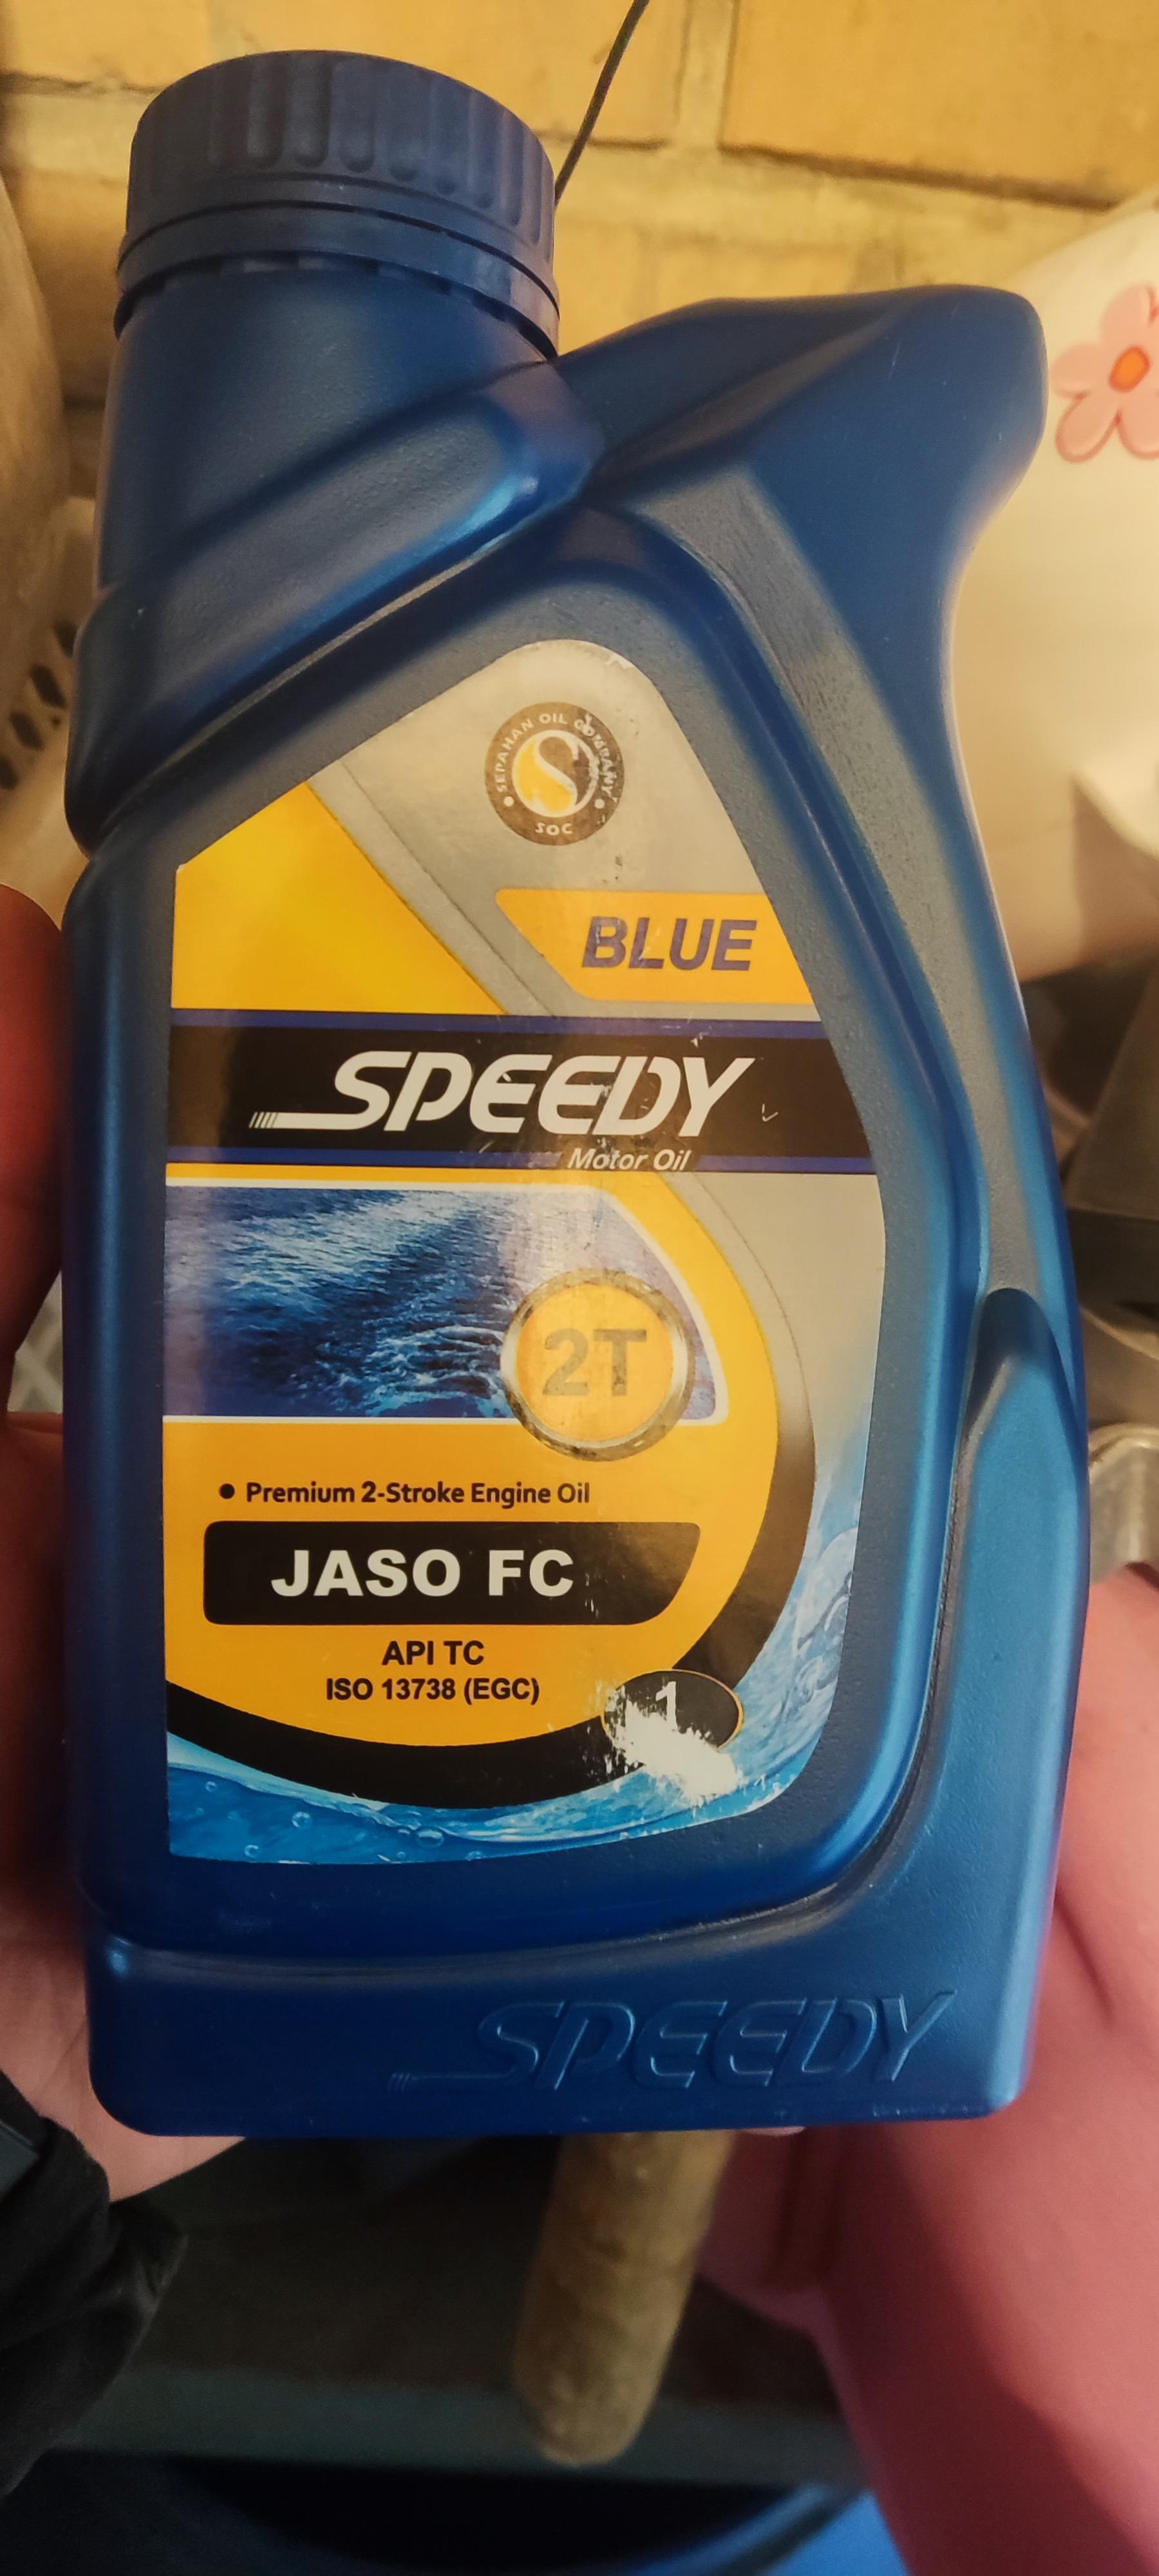 SEPAHAN OIL COMPANY
SOC
BLUE
SPEEDY
Motor Oil
2T
Premium 2-Stroke Engine Oil
JASO FC
API TC
ISO 13738 (EGC)
1
SPEEDY